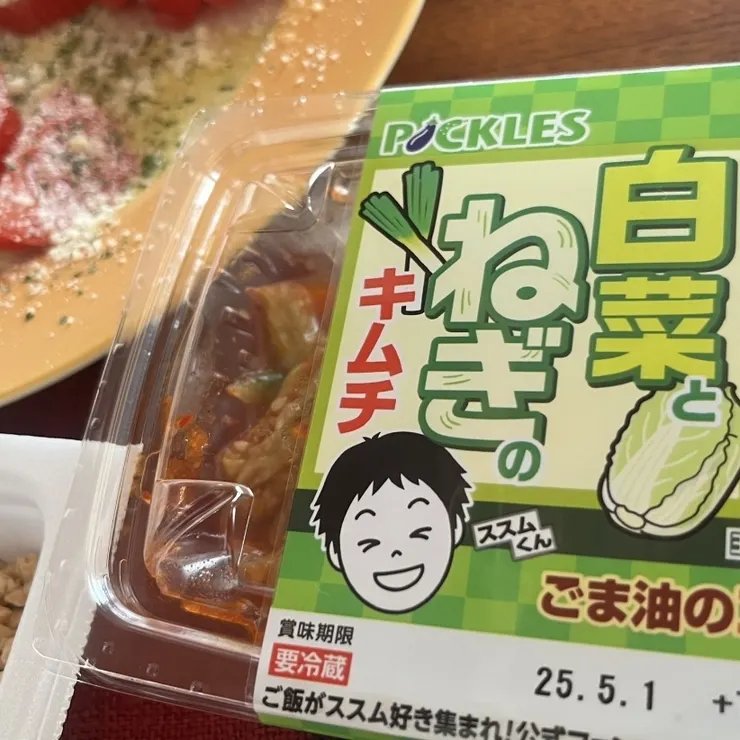 PICKLES
白菜と
ねぎの
キムチ
ススム
くん
ごま油の
賞味期限
要冷蔵
25.5.1
ご飯がススム好き集まれ!公式